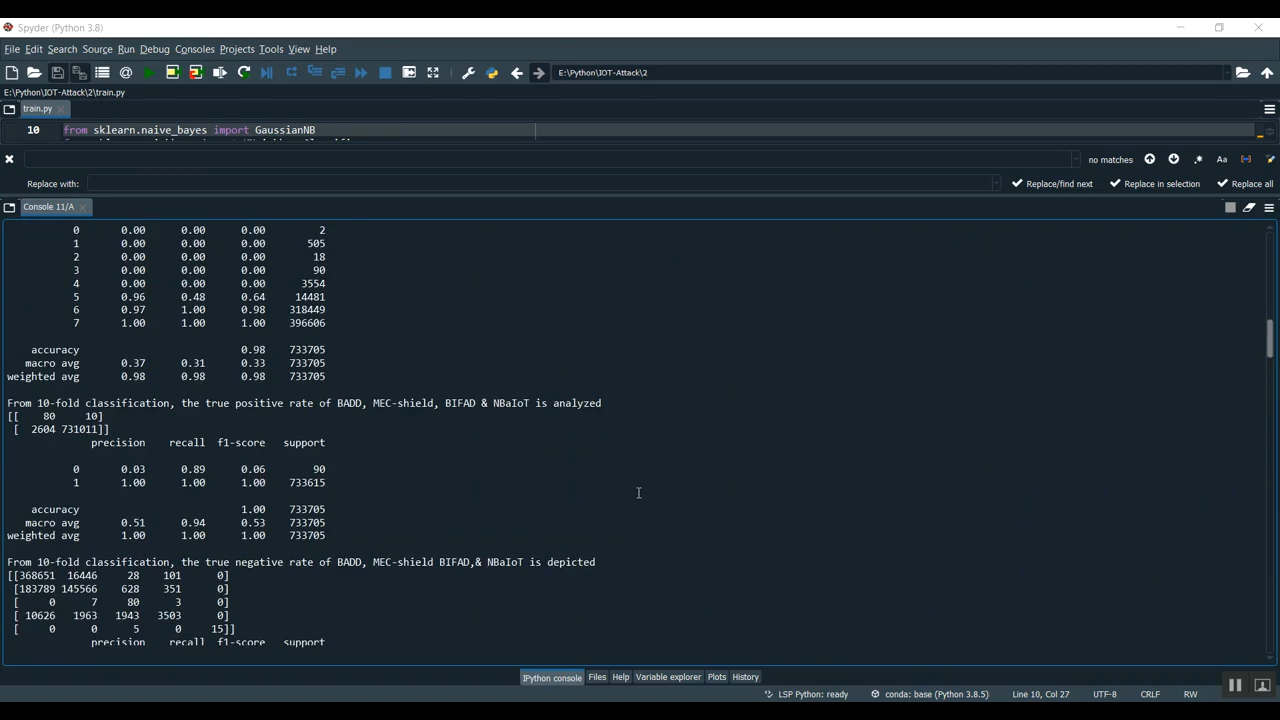 Spyder (Python 3.8)
File Edit Search Source Run Debug Consoles Projects Tools View Help
E:\Python\IOT-Attack\2
E:\Python\IOT-Attack\2\train.py
train.py
10 from sklearn.naive_bayes import GaussianNB
no matches
Aa
Replace with:
Replace/find next Replace in selection Replace all
Console 11/A
0 0.00 0.00 0.00 2
1 0.00 0.00 0.00 505
2 0.00 0.00 0.00 18
3 0.00 0.00 0.00 90
4 0.00 0.00 0.00 3554
5 0.96 0.48 0.64 14481
6 0.97 1.00 0.98 318449
7 1.00 1.00 1.00 396606
accuracy 0.98 733705
macro avg 0.37 0.31 0.33 733705
weighted avg 0.98 0.98 0.98 733705
From 10-fold classification, the true positive rate of BADD, MEC-shield, BIFAD & NBaIoT is analyzed
[[ 80 10]
[ 2604 731011]]
precision recall f1-score support
0 0.03 0.89 0.06 90
1 1.00 1.00 1.00 733615
accuracy 1.00 733705
macro avg 0.51 0.94 0.53 733705
weighted avg 1.00 1.00 1.00 733705
From 10-fold classification, the true negative rate of BADD, MEC-shield BIFAD,& NBaIoT is depicted
[[368651 16446 28 101 0]
[183789 145566 628 351 0]
[ 0 7 80 3 0]
[ 10626 1963 1943 3503 0]
[ 0 0 5 0 15]]
precision recall f1-score support
IPython console Files Help Variable explorer Plots History
LSP Python: ready conda: base (Python 3.8.5) Line 10, Col 27 UTF-8 CRLF RW